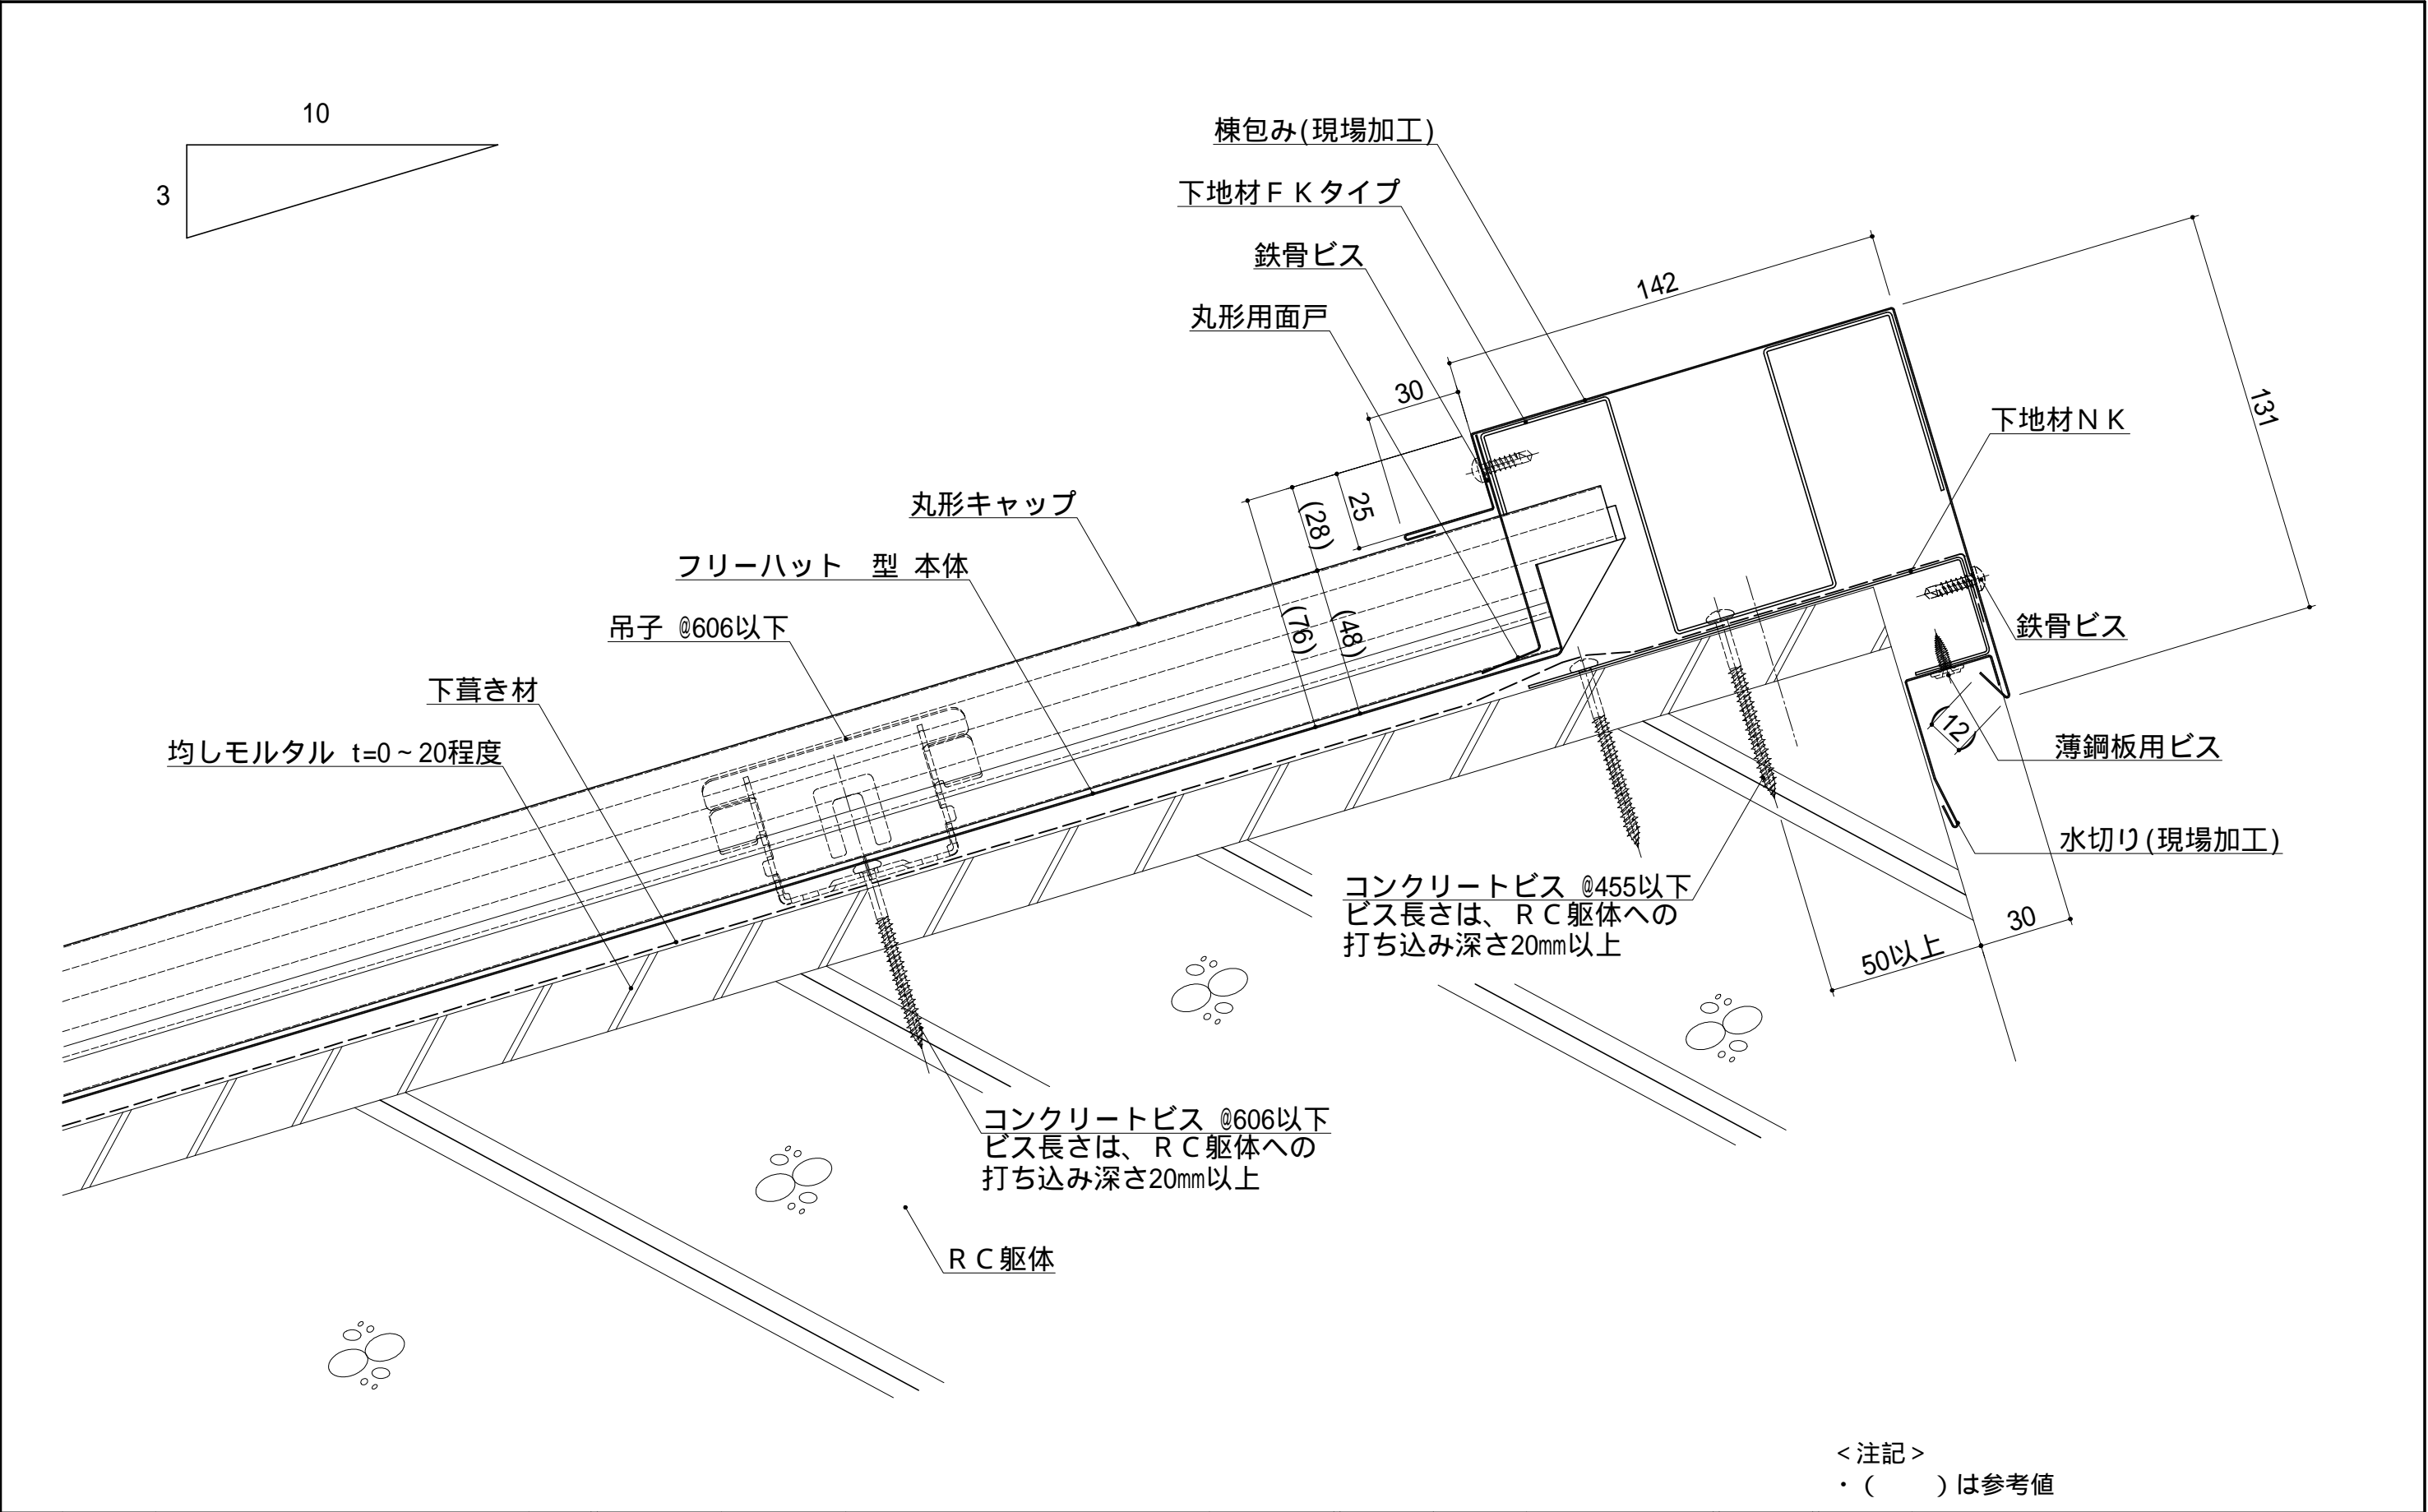 10
3
棟包み(現場加工)
下地材ＦＫタイプ
鉄骨ビス
丸形用面戸
142
30
131
下地材ＮＫ
25
(28)
(76)
(48)
丸形キャップ
フリーハット　型 本体
吊子 @606以下
下葺き材
均しモルタル t=0～20程度
鉄骨ビス
(12)
薄鋼板用ビス
水切り(現場加工)
コンクリートビス @455以下
ビス長さは、ＲＣ躯体への
打ち込み深さ20㎜以上
50以上
30
コンクリートビス @606以下
ビス長さは、ＲＣ躯体への
打ち込み深さ20㎜以上
ＲＣ躯体
＜注記＞
・（　　）は参考値